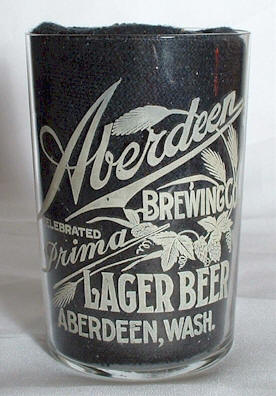 Aberdeen
BREWING CO.
CELEBRATED
Prima
LAGER BEER
ABERDEEN, WASH.